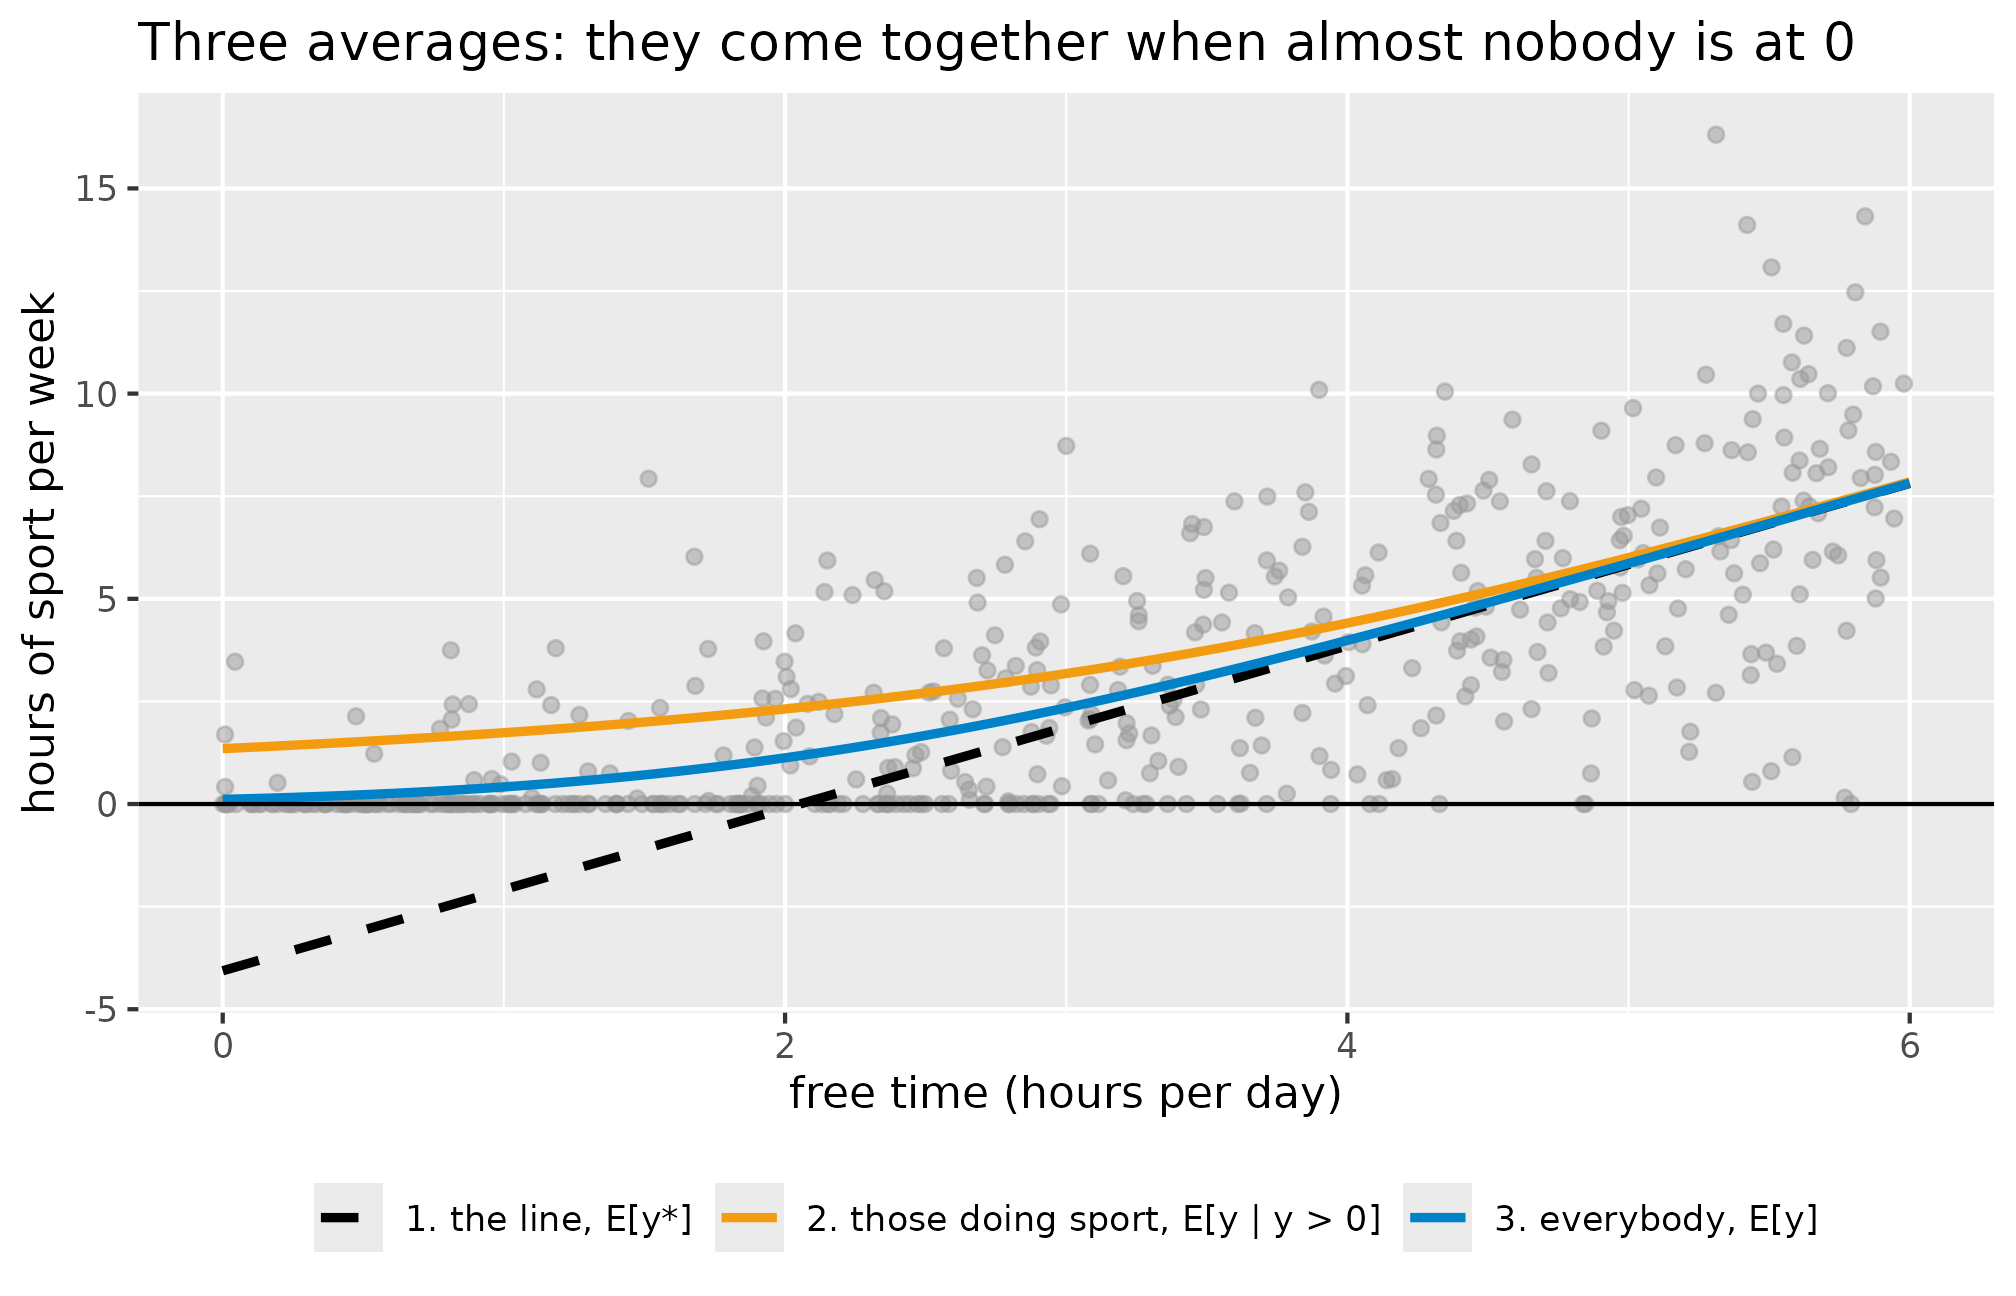 Three averages: they come together when almost nobody is at 0
hours of sport per week
15
10
5
0
-5
0 2 4 6
free time (hours per day)
1. the line, E[y*] 2. those doing sport, E[y | y > 0] 3. everybody, E[y]